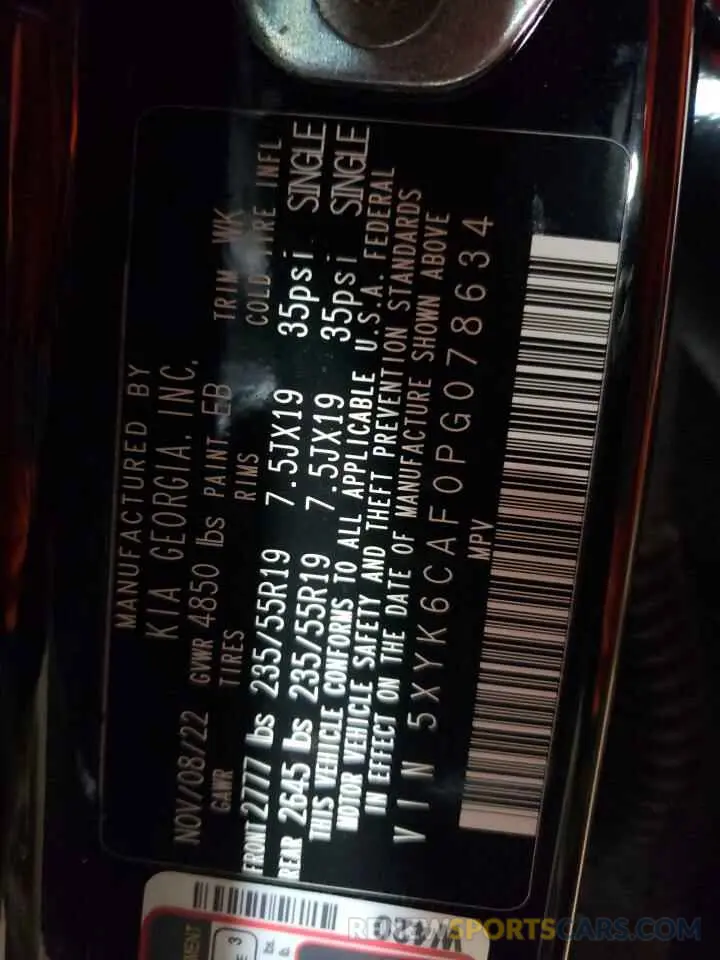 MANUFACTURED BY
KIA GEORGIA, INC.
NOV/08/22 GVWR 4850 lbs PAINT EB TRIM WK
GAWR TIRES RIMS COLD TIRE INFL
FRONT 2777 lbs 235/55R19 7.5JX19 35psi SINGLE
REAR 2645 lbs 235/55R19 7.5JX19 35psi SINGLE
THIS VEHICLE CONFORMS TO ALL APPLICABLE U.S.A. FEDERAL
MOTOR VEHICLE SAFETY AND THEFT PREVENTION STANDARDS
IN EFFECT ON THE DATE OF MANUFACTURE SHOWN ABOVE
VIN 5XYK6CAF0PG078634
MPV
REVIEWSPORTSCARS.COM